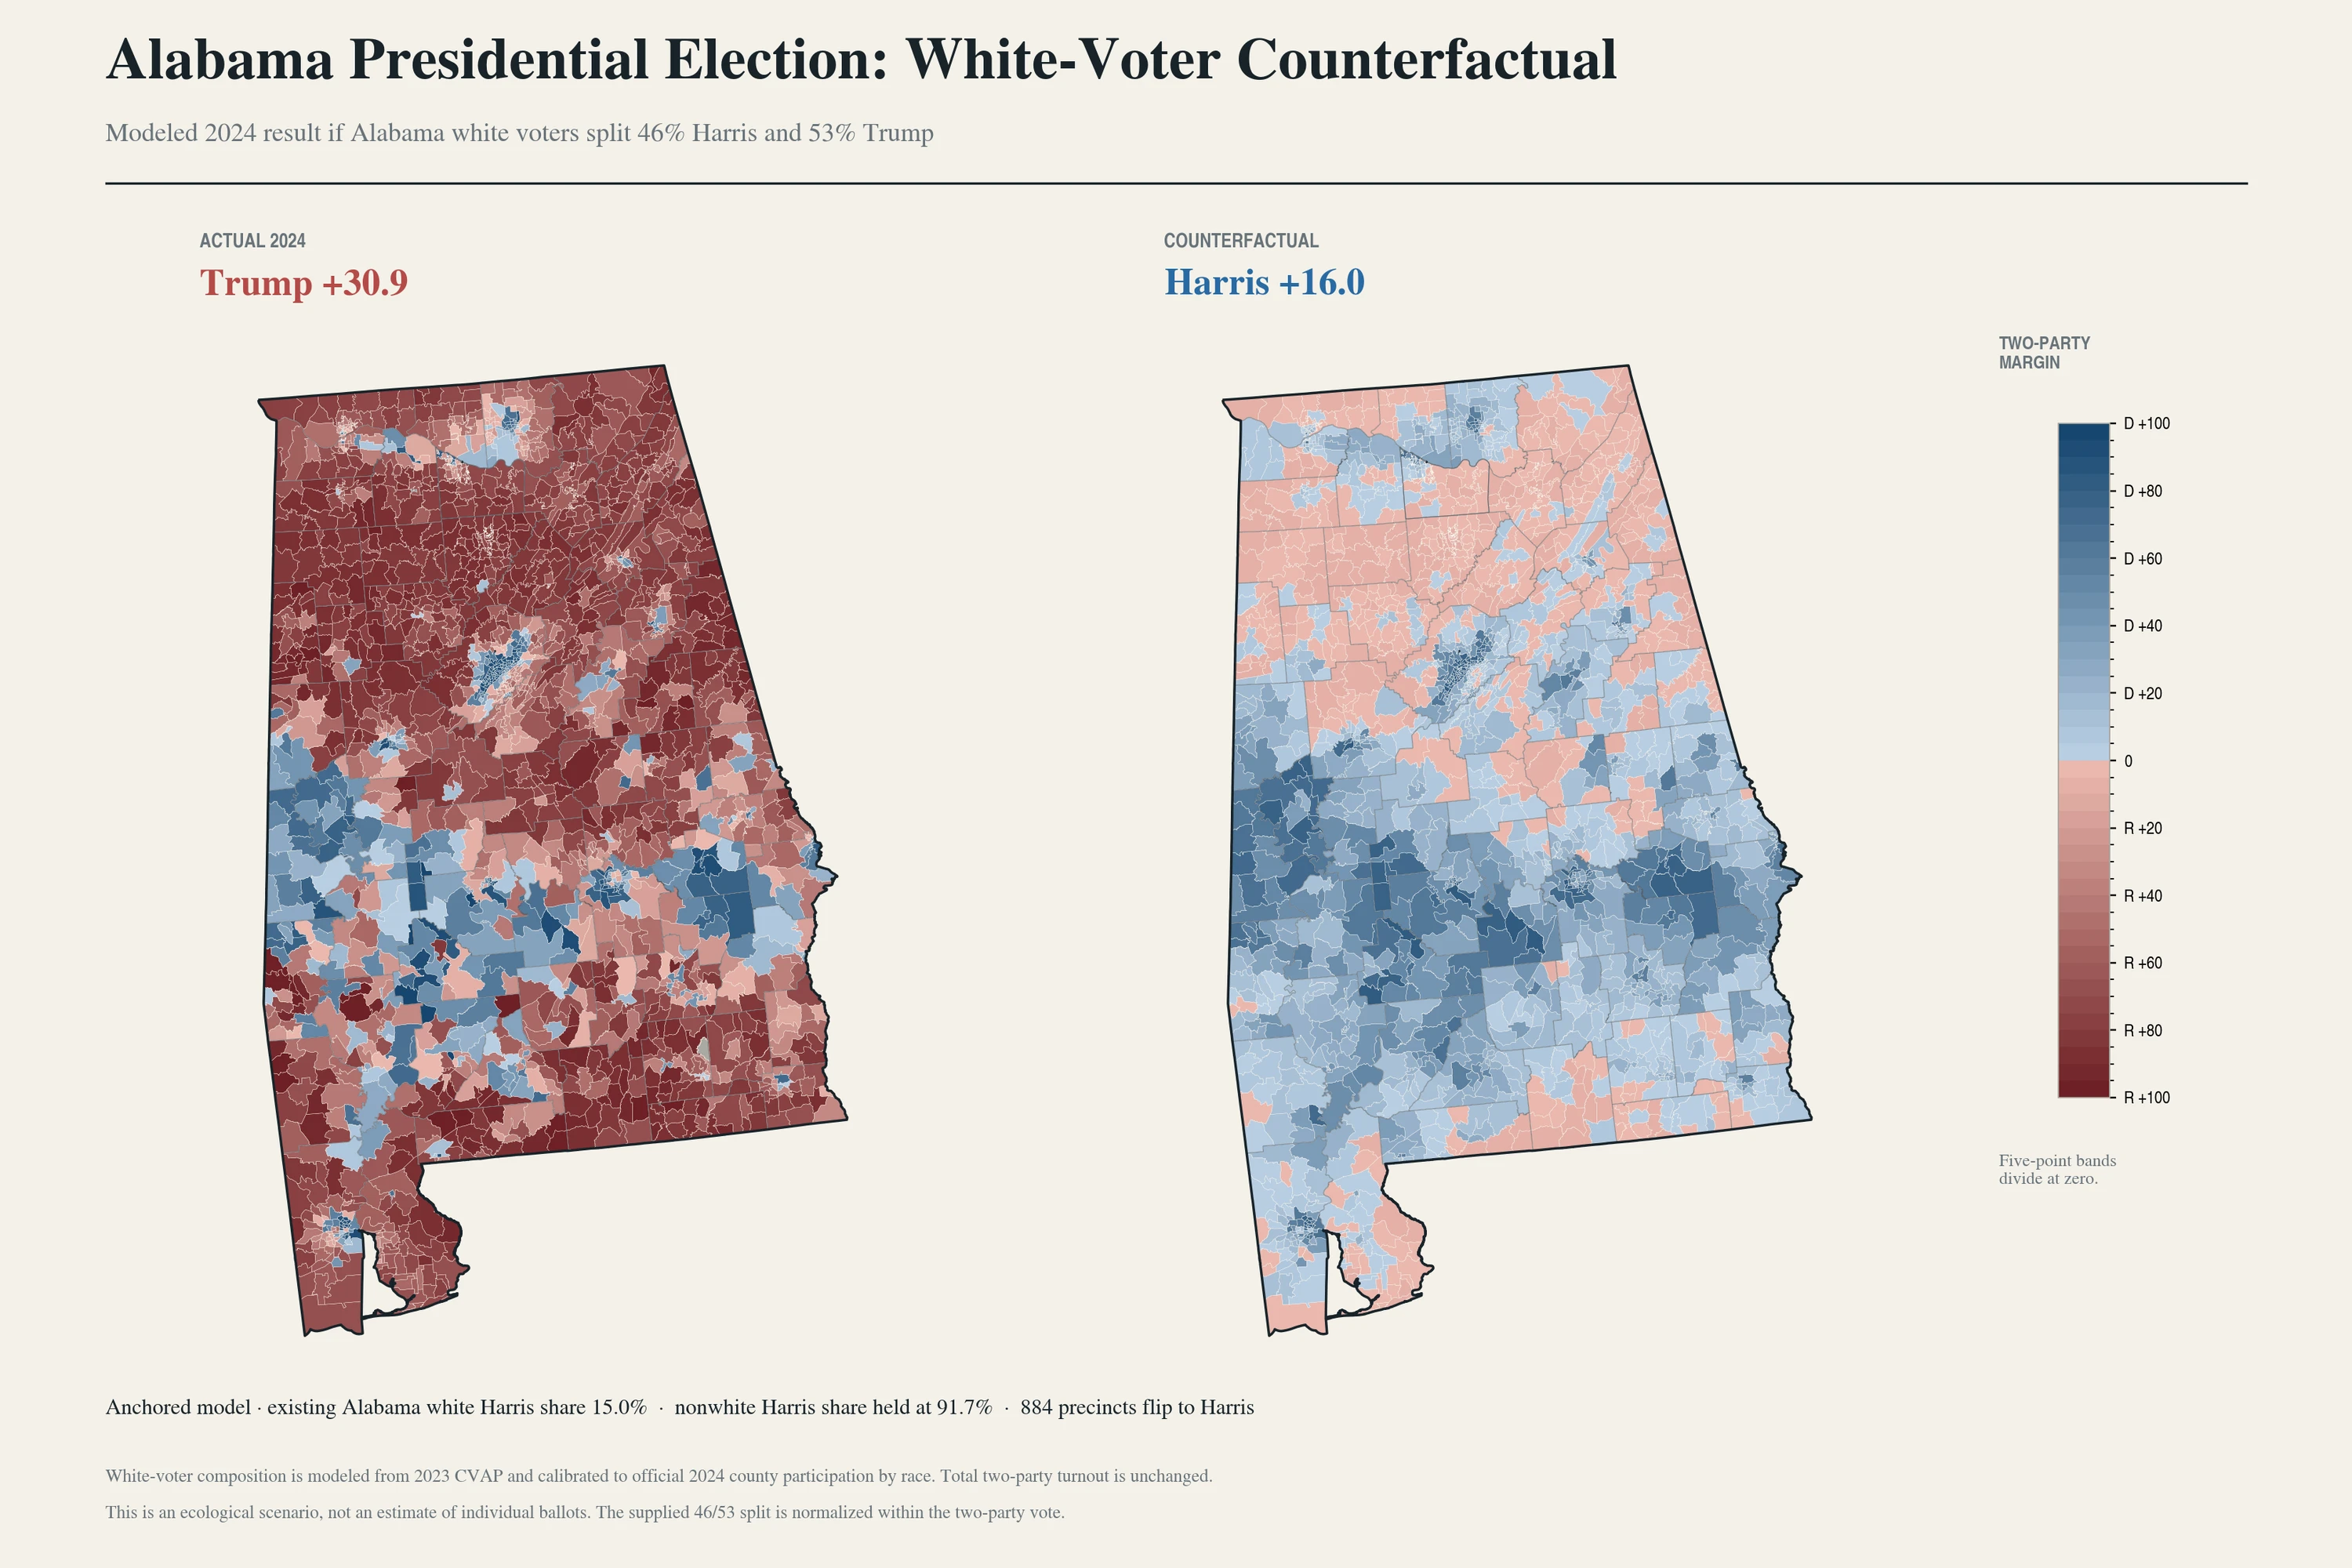 Alabama Presidential Election: White-Voter Counterfactual
Modeled 2024 result if Alabama white voters split 46% Harris and 53% Trump
ACTUAL 2024
Trump +30.9
COUNTERFACTUAL
Harris +16.0
TWO-PARTY
MARGIN
D +100
D +80
D +60
D +40
D +20
0
R +20
R +40
R +60
R +80
R +100
Five-point bands
divide at zero.
Anchored model · existing Alabama white Harris share 15.0% · nonwhite Harris share held at 91.7% · 884 precincts flip to Harris
White-voter composition is modeled from 2023 CVAP and calibrated to official 2024 county participation by race. Total two-party turnout is unchanged.
This is an ecological scenario, not an estimate of individual ballots. The supplied 46/53 split is normalized within the two-party vote.